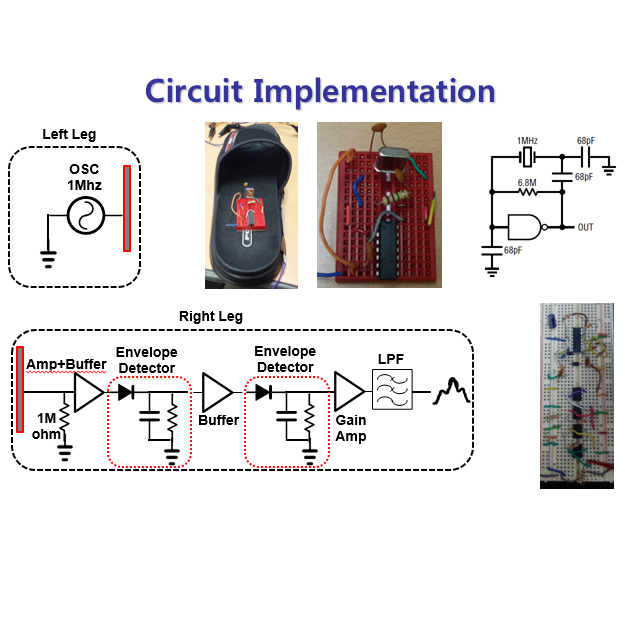 Circuit Implementation
Left Leg
OSC
1Mhz
1MHz
68pF
68pF
6.8M
OUT
68pF
Right Leg
Amp+Buffer
1M
ohm
Envelope
Detector
Buffer
Envelope
Detector
Gain
Amp
LPF